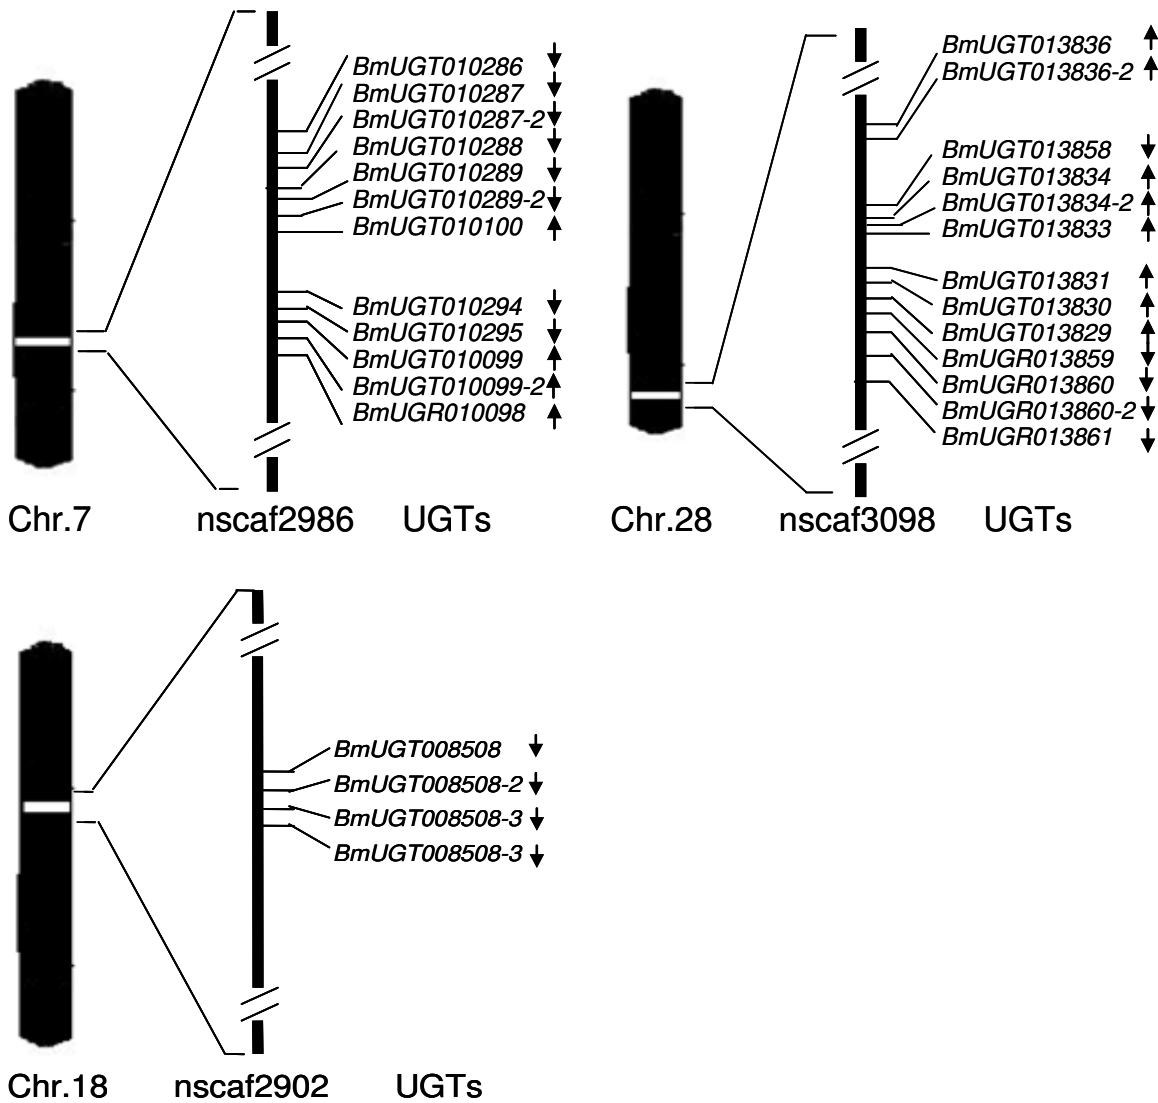 BmUGT010286
BmUGT010287
BmUGT010287-2
BmUGT010288
BmUGT010289
BmUGT010289-2
BmUGT010100
BmUGT010294
BmUGT010295
BmUGT010099
BmUGT010099-2
BmUGR010098
Chr.7 nscaf2986 UGTs
BmUGT013836
BmUGT013836-2
BmUGT013858
BmUGT013834
BmUGT013834-2
BmUGT013833
BmUGT013831
BmUGT013830
BmUGT013829
BmUGR013859
BmUGR013860
BmUGR013860-2
BmUGR013861
Chr.28 nscaf3098 UGTs
BmUGT008508
BmUGT008508-2
BmUGT008508-3
BmUGT008508-3
Chr.18 nscaf2902 UGTs